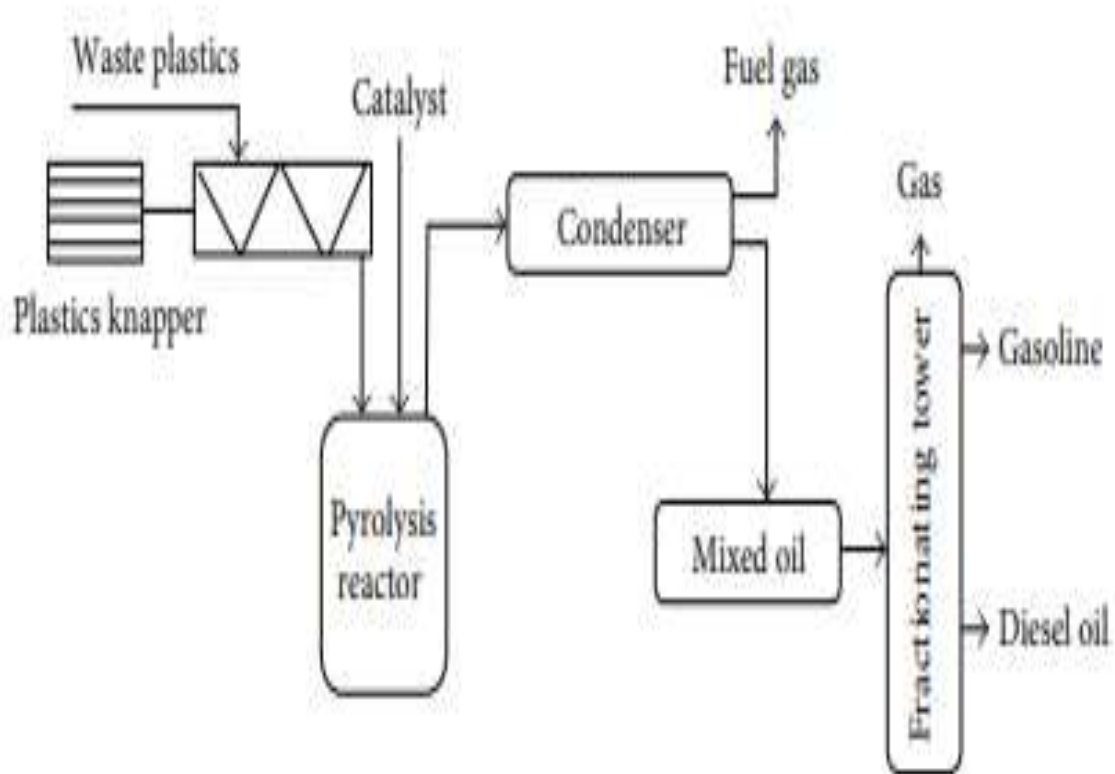 Waste plastics
Catalyst
Fuel gas
Plastics knapper
Condenser
Gas
Gasoline
Pyrolysis
reactor
Mixed oil
Fractionating tower
Diesel oil